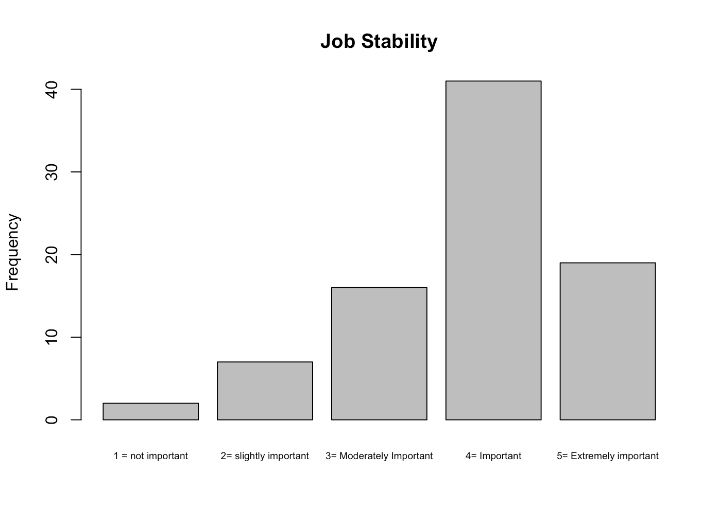 Job Stability
Frequency
40
30
20
10
0
1 = not important
2= slightly important
3= Moderately Important
4= Important
5= Extremely important